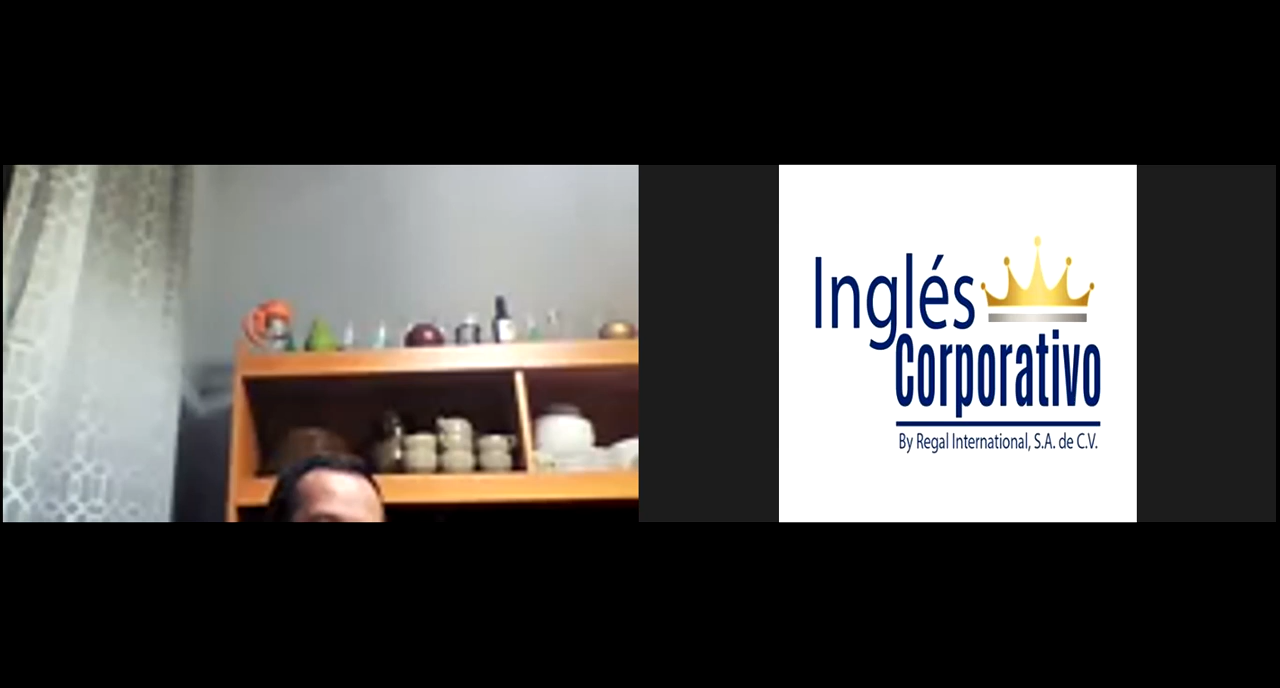 Inglés
Corporativo
By Regal International, S.A. de C.V.